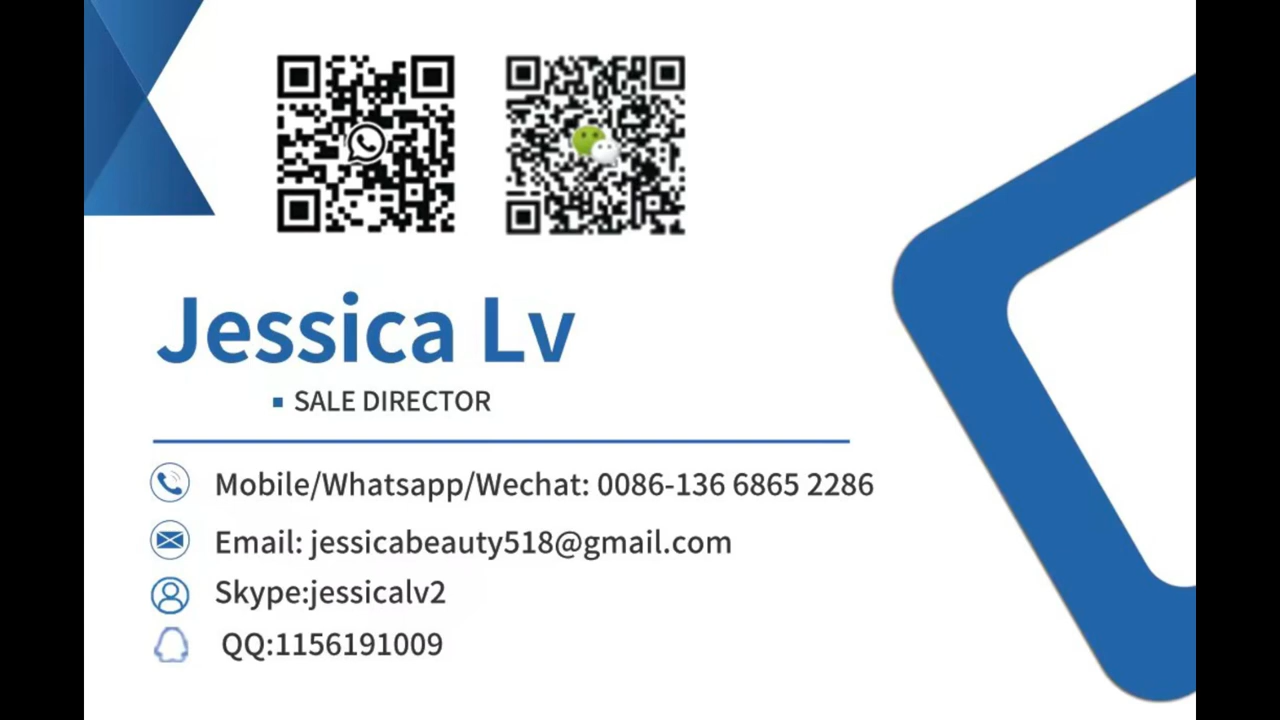 Jessica Lv
SALE DIRECTOR
Mobile/Whatsapp/Wechat: 0086-136 6865 2286
Email: jessicabeauty518@gmail.com
Skype:jessicalv2
QQ:1156191009